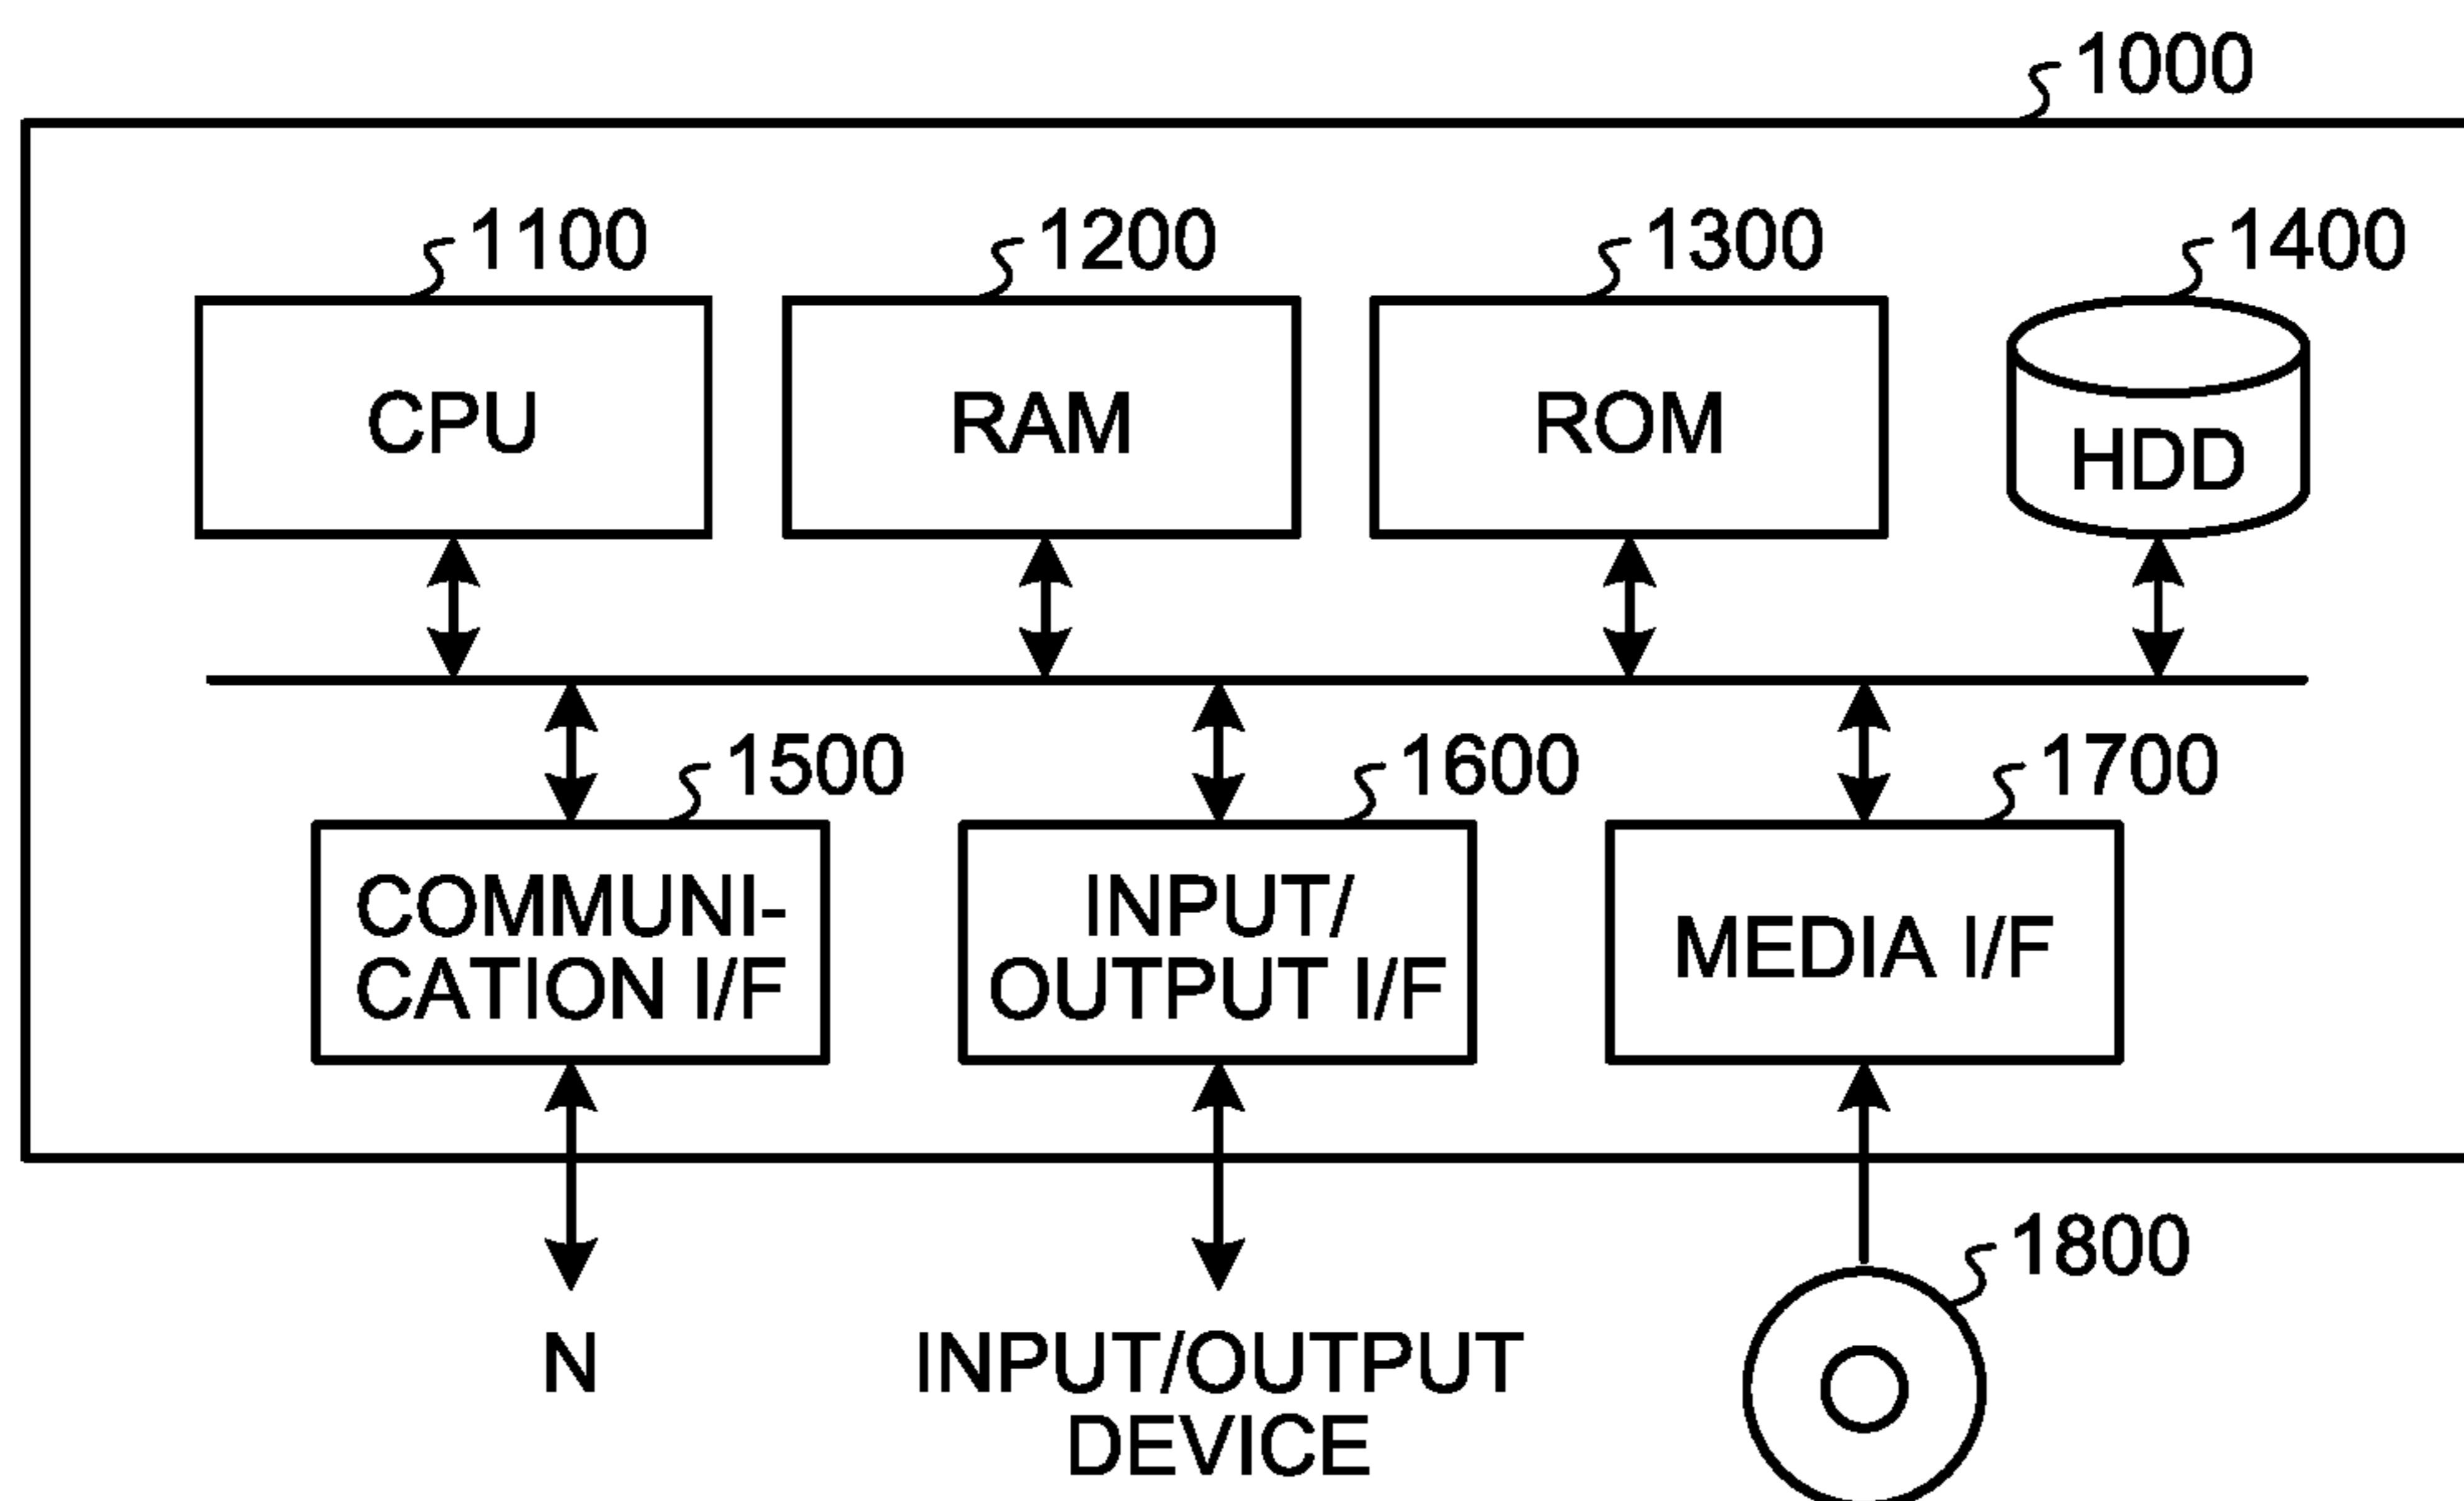 1000
1100
1200
1300
1400
CPU
RAM
ROM
HDD
1500
1600
1700
COMMUNI-
CATION I/F
INPUT/
OUTPUT I/F
MEDIA I/F
1800
N
INPUT/OUTPUT
DEVICE